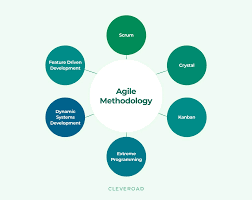 Scrum
Feature Driven
Development
Crystal
Agile
Methodology
Dynamic
Systems
Development
Kanban
Extreme
Programming
CLEVEROAD